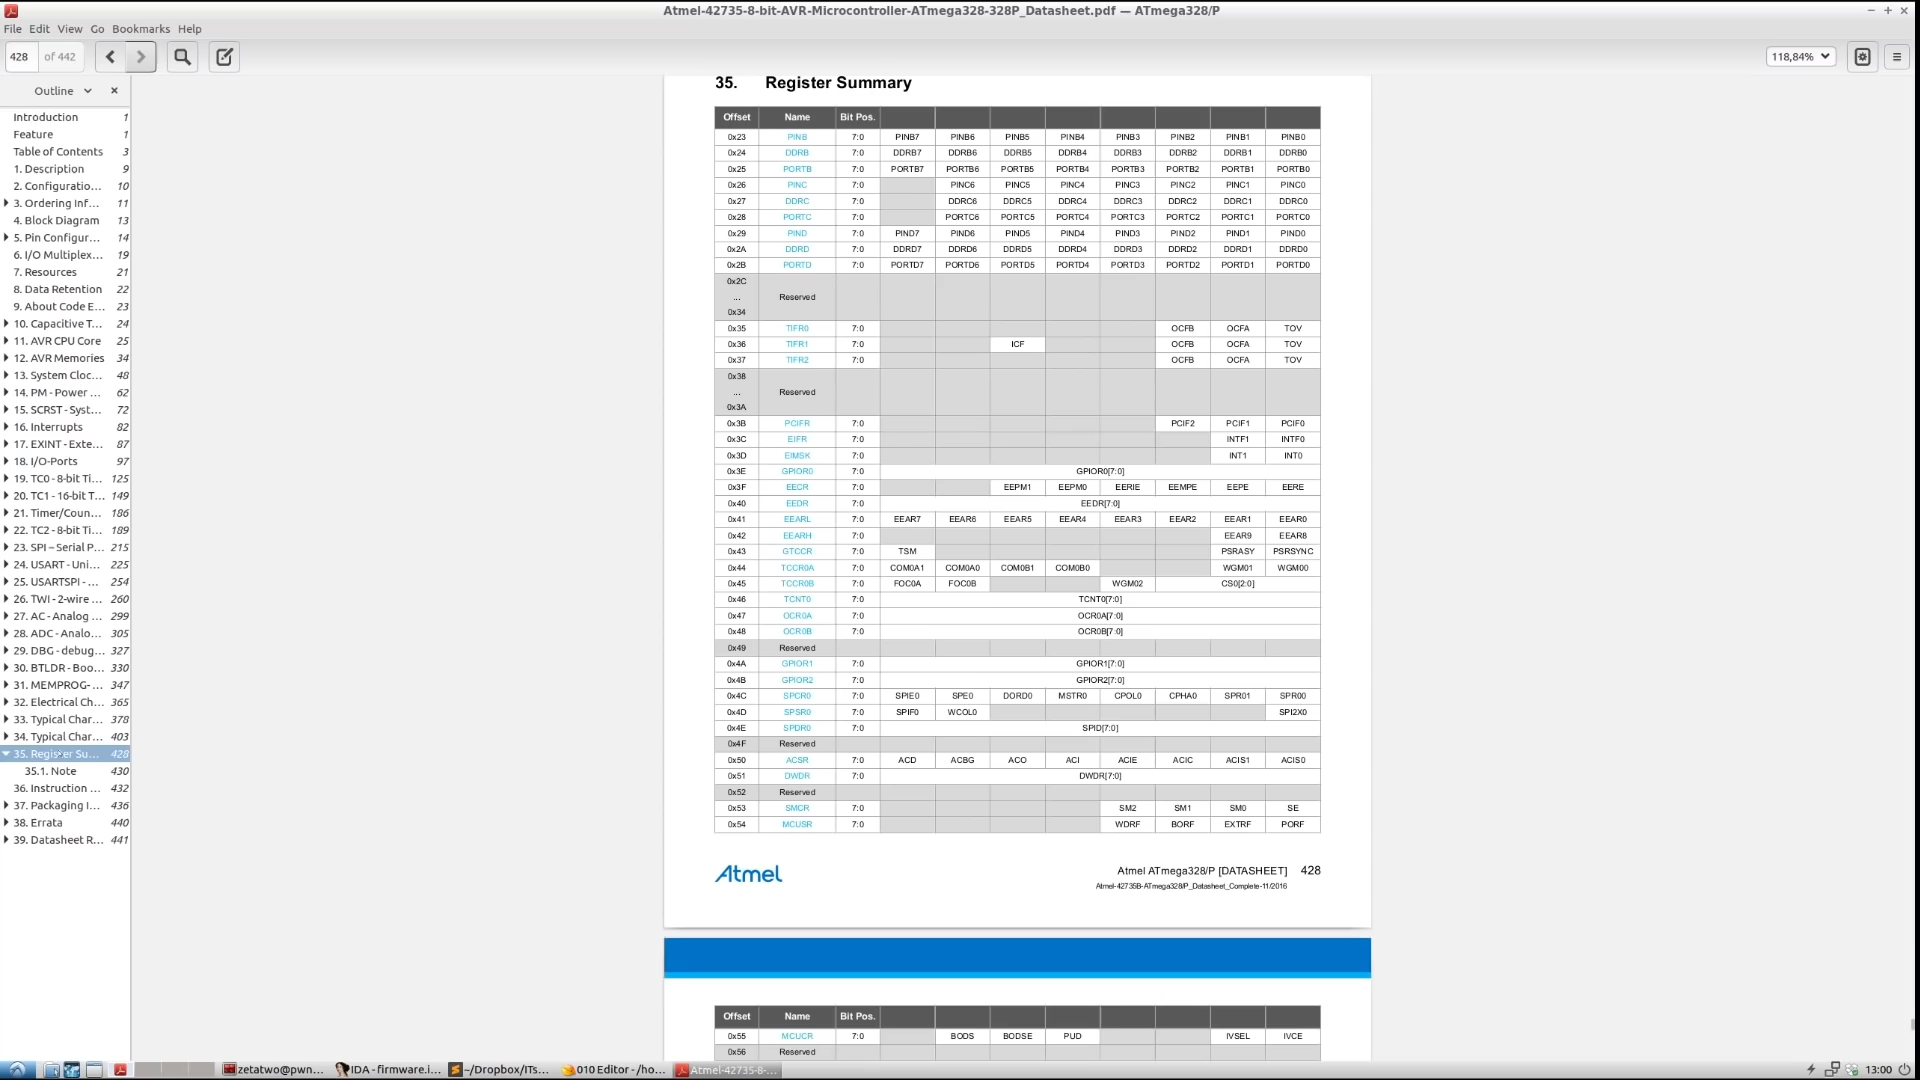 Atmel-42735-8-bit-AVR-Microcontroller-ATmega328-328P_Datasheet.pdf — ATmega328/P
File Edit View Go Bookmarks Help
428 of 442
118,84%
Outline
Introduction 1
Feature 1
Table of Contents 3
1. Description 9
2. Configuratio... 10
3. Ordering Inf... 11
4. Block Diagram 13
5. Pin Configur... 14
6. I/O Multiplex... 19
7. Resources 21
8. Data Retention 22
9. About Code E... 23
10. Capacitive T... 24
11. AVR CPU Core 25
12. AVR Memories 34
13. System Cloc... 48
14. PM - Power ... 62
15. SCRST - Syst... 72
16. Interrupts 82
17. EXINT - Exte... 87
18. I/O-Ports 97
19. TC0 - 8-bit Ti... 125
20. TC1 - 16-bit T... 149
21. Timer/Coun... 186
22. TC2 - 8-bit Ti... 189
23. SPI – Serial P... 215
24. USART - Uni... 225
25. USARTSPI - ... 254
26. TWI - 2-wire ... 260
27. AC - Analog ... 299
28. ADC - Analo... 305
29. DBG - debug... 327
30. BTLDR - Boo... 330
31. MEMPROG- ... 347
32. Electrical Ch... 365
33. Typical Char... 378
34. Typical Char... 403
35. Register Su... 428
35.1. Note 430
36. Instruction ... 432
37. Packaging I... 436
38. Errata 440
39. Datasheet R... 441
35. Register Summary
Offset Name Bit Pos.
0x23 PINB 7:0 PINB7 PINB6 PINB5 PINB4 PINB3 PINB2 PINB1 PINB0
0x24 DDRB 7:0 DDRB7 DDRB6 DDRB5 DDRB4 DDRB3 DDRB2 DDRB1 DDRB0
0x25 PORTB 7:0 PORTB7 PORTB6 PORTB5 PORTB4 PORTB3 PORTB2 PORTB1 PORTB0
0x26 PINC 7:0 PINC6 PINC5 PINC4 PINC3 PINC2 PINC1 PINC0
0x27 DDRC 7:0 DDRC6 DDRC5 DDRC4 DDRC3 DDRC2 DDRC1 DDRC0
0x28 PORTC 7:0 PORTC6 PORTC5 PORTC4 PORTC3 PORTC2 PORTC1 PORTC0
0x29 PIND 7:0 PIND7 PIND6 PIND5 PIND4 PIND3 PIND2 PIND1 PIND0
0x2A DDRD 7:0 DDRD7 DDRD6 DDRD5 DDRD4 DDRD3 DDRD2 DDRD1 DDRD0
0x2B PORTD 7:0 PORTD7 PORTD6 PORTD5 PORTD4 PORTD3 PORTD2 PORTD1 PORTD0
0x2C
... Reserved
0x34
0x35 TIFR0 7:0 OCFB OCFA TOV
0x36 TIFR1 7:0 ICF OCFB OCFA TOV
0x37 TIFR2 7:0 OCFB OCFA TOV
0x38
... Reserved
0x3A
0x3B PCIFR 7:0 PCIF2 PCIF1 PCIF0
0x3C EIFR 7:0 INTF1 INTF0
0x3D EIMSK 7:0 INT1 INT0
0x3E GPIOR0 7:0 GPIOR0[7:0]
0x3F EECR 7:0 EEPM1 EEPM0 EERIE EEMPE EEPE EERE
0x40 EEDR 7:0 EEDR[7:0]
0x41 EEARL 7:0 EEAR7 EEAR6 EEAR5 EEAR4 EEAR3 EEAR2 EEAR1 EEAR0
0x42 EEARH 7:0 EEAR9 EEAR8
0x43 GTCCR 7:0 TSM PSRASY PSRSYNC
0x44 TCCR0A 7:0 COM0A1 COM0A0 COM0B1 COM0B0 WGM01 WGM00
0x45 TCCR0B 7:0 FOC0A FOC0B WGM02 CS0[2:0]
0x46 TCNT0 7:0 TCNT0[7:0]
0x47 OCR0A 7:0 OCR0A[7:0]
0x48 OCR0B 7:0 OCR0B[7:0]
0x49 Reserved
0x4A GPIOR1 7:0 GPIOR1[7:0]
0x4B GPIOR2 7:0 GPIOR2[7:0]
0x4C SPCR0 7:0 SPIE0 SPE0 DORD0 MSTR0 CPOL0 CPHA0 SPR01 SPR00
0x4D SPSR0 7:0 SPIF0 WCOL0 SPI2X0
0x4E SPDR0 7:0 SPID[7:0]
0x4F Reserved
0x50 ACSR 7:0 ACD ACBG ACO ACI ACIE ACIC ACIS1 ACIS0
0x51 DWDR 7:0 DWDR[7:0]
0x52 Reserved
0x53 SMCR 7:0 SM2 SM1 SM0 SE
0x54 MCUSR 7:0 WDRF BORF EXTRF PORF
Atmel
Atmel ATmega328/P [DATASHEET] 428
Atmel-42735B-ATmega328/P_Datasheet_Complete-11/2016
Offset Name Bit Pos.
0x55 MCUCR 7:0 BODS BODSE PUD IVSEL IVCE
0x56 Reserved
zetatwo@pwn... IDA - firmware.i... ~/Dropbox/ITs... 010 Editor - /ho... Atmel-42735-8-... 13:00